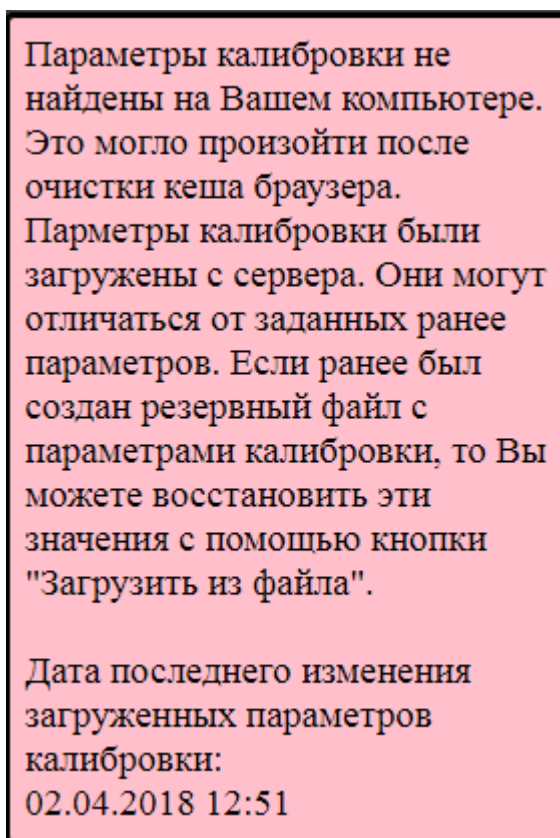 Параметры калибровки не
найдены на Вашем компьютере.
Это могло произойти после
очистки кеша браузера.
Парметры калибровки были
загружены с сервера. Они могут
отличаться от заданных ранее
параметров. Если ранее был
создан резервный файл с
параметрами калибровки, то Вы
можете восстановить эти
значения с помощью кнопки
"Загрузить из файла".
Дата последнего изменения
загруженных параметров
калибровки:
02.04.2018 12:51